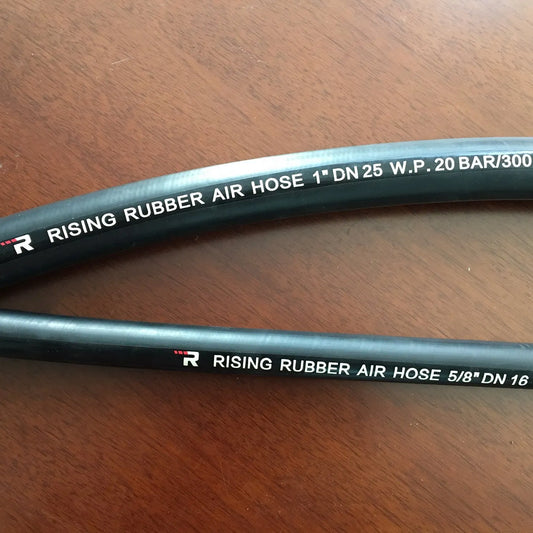 R RISING RUBBER AIR HOSE 1" DN 25 W.P. 20 BAR/300
R RISING RUBBER AIR HOSE 5/8" DN 16